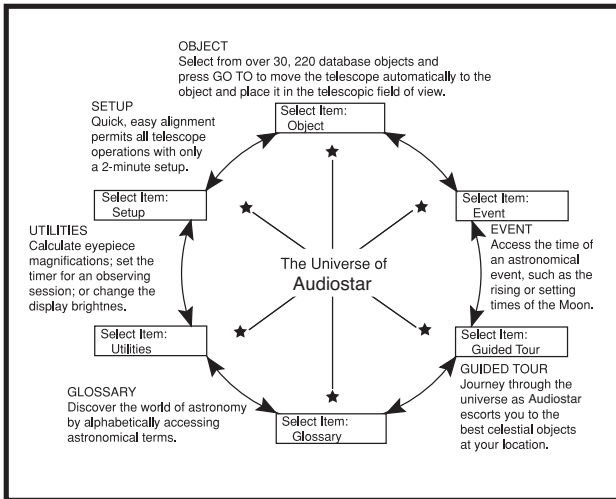 OBJECT
Select from over 30, 220 database objects and
press GO TO to move the telescope automatically to the
object and place it in the telescopic field of view.
Select Item:
Object
SETUP
Quick, easy alignment
permits all telescope
operations with only
a 2-minute setup.
Select Item:
Setup
Select Item:
Event
EVENT
Access the time of
an astronomical
event, such as the
rising or setting
times of the Moon.
UTILITIES
Calculate eyepiece
magnifications; set the
timer for an observing
session; or change the
display brightnes.
The Universe of
Audiostar
Select Item:
Utilities
Select Item:
Guided Tour
GUIDED TOUR
Journey through the
universe as Audiostar
escorts you to the
best celestial objects
at your location.
GLOSSARY
Discover the world of astronomy
by alphabetically accessing
astronomical terms.
Select Item:
Glossary